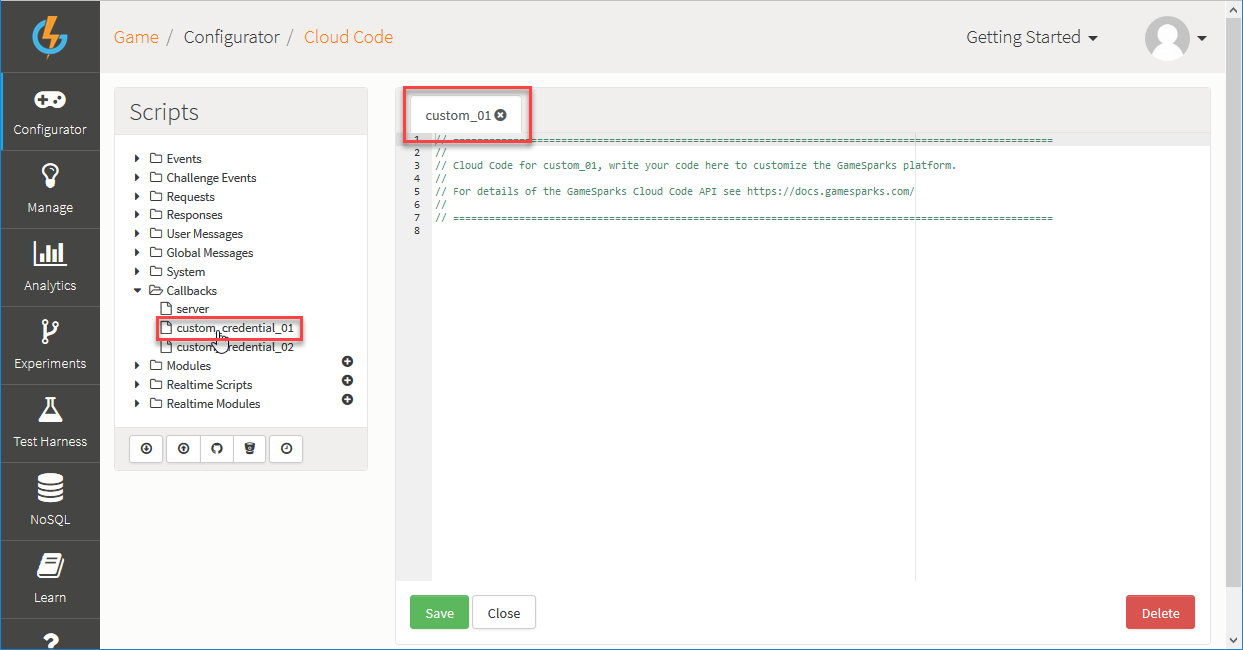 Game / Configurator / Cloud Code
Getting Started
Configurator
Manage
Analytics
Experiments
Test Harness
NoSQL
Learn
Scripts
Events
Challenge Events
Requests
Responses
User Messages
Global Messages
System
Callbacks
server
custom_credential_01
custom_credential_02
Modules
Realtime Scripts
Realtime Modules
custom_01
1 // ====================================================================================================
2 //
3 // Cloud Code for custom_01, write your code here to customize the GameSparks platform.
4 //
5 // For details of the GameSparks Cloud Code API see https://docs.gamesparks.com/
6 //
7 // ====================================================================================================
8
Save
Close
Delete